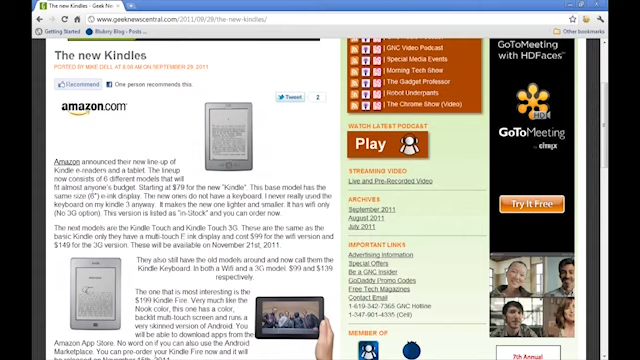 Geek News Cent
www.geeknewscentral.com/2011/09/29/the-new-kindles/
Getting Started
Blubrry Blog - Posts
Other bookmarks
The new Kindles
POSTED BY MIKE DELL AT 6:08 AM ON SEPTEMBER 29, 2011
Recommend
One person recommends this.
amazon.com
Tweet
2
Amazon announced their new line-up of
Kindle e-readers and a tablet. The lineup
now consists of 6 different models that will
fit almost anyone's budget. Starting at $79 for the new "Kindle". This base model has the
same size (6") e-ink display. The new ones do not have a keyboard. I never really used the
keyboard on my kindle 3 anyway. It makes the new one lighter and smaller. It has wifi only
(No 3G option). This version is listed as "in-Stock" and you can order now.
The next models are the Kindle Touch and Kindle Touch 3G. These are the same as the
basic Kindle only they have a multi-touch E ink display and cost $99 for the wifi version and
$149 for the 3G version. These will be available on November 21st, 2011.
They also still have the old models around and now call them the
Kindle Keyboard. In both a Wifi and a 3G model. $99 and $139
respectively.
The one that is most interesting is the
$199 Kindle Fire. Very much like the
Nook color, this one has a color,
backlit multi-touch screen and runs a
very skinned version of Android. You
will be able to download apps from the
Amazon App Store. No word on if you can also use the Android
Marketplace. You can pre-order your Kindle Fire now and it will
GNC Video Podcast
Special Media Events
Morning Tech Show
The Gadget Professor
Robot Underpants
The Chrome Show (Video)
WATCH LATEST PODCAST
Play
STREAMING VIDEO
Live and Pre-Recorded Video
ARCHIVES
September 2011
August 2011
July 2011
IMPORTANT LINKS
Advertising information
Special Offers
Be a GNC Insider
GoDaddy Promo Codes
Free Tech Magazines
Contact Email
1-619-342-7365 GNC Hotline
1-347-901-4335 (Cell)
MEMBER OF
GoToMeeting
with HDFaces
HD
GoToMeeting
by CITRIX
Try It Free
7th Annual